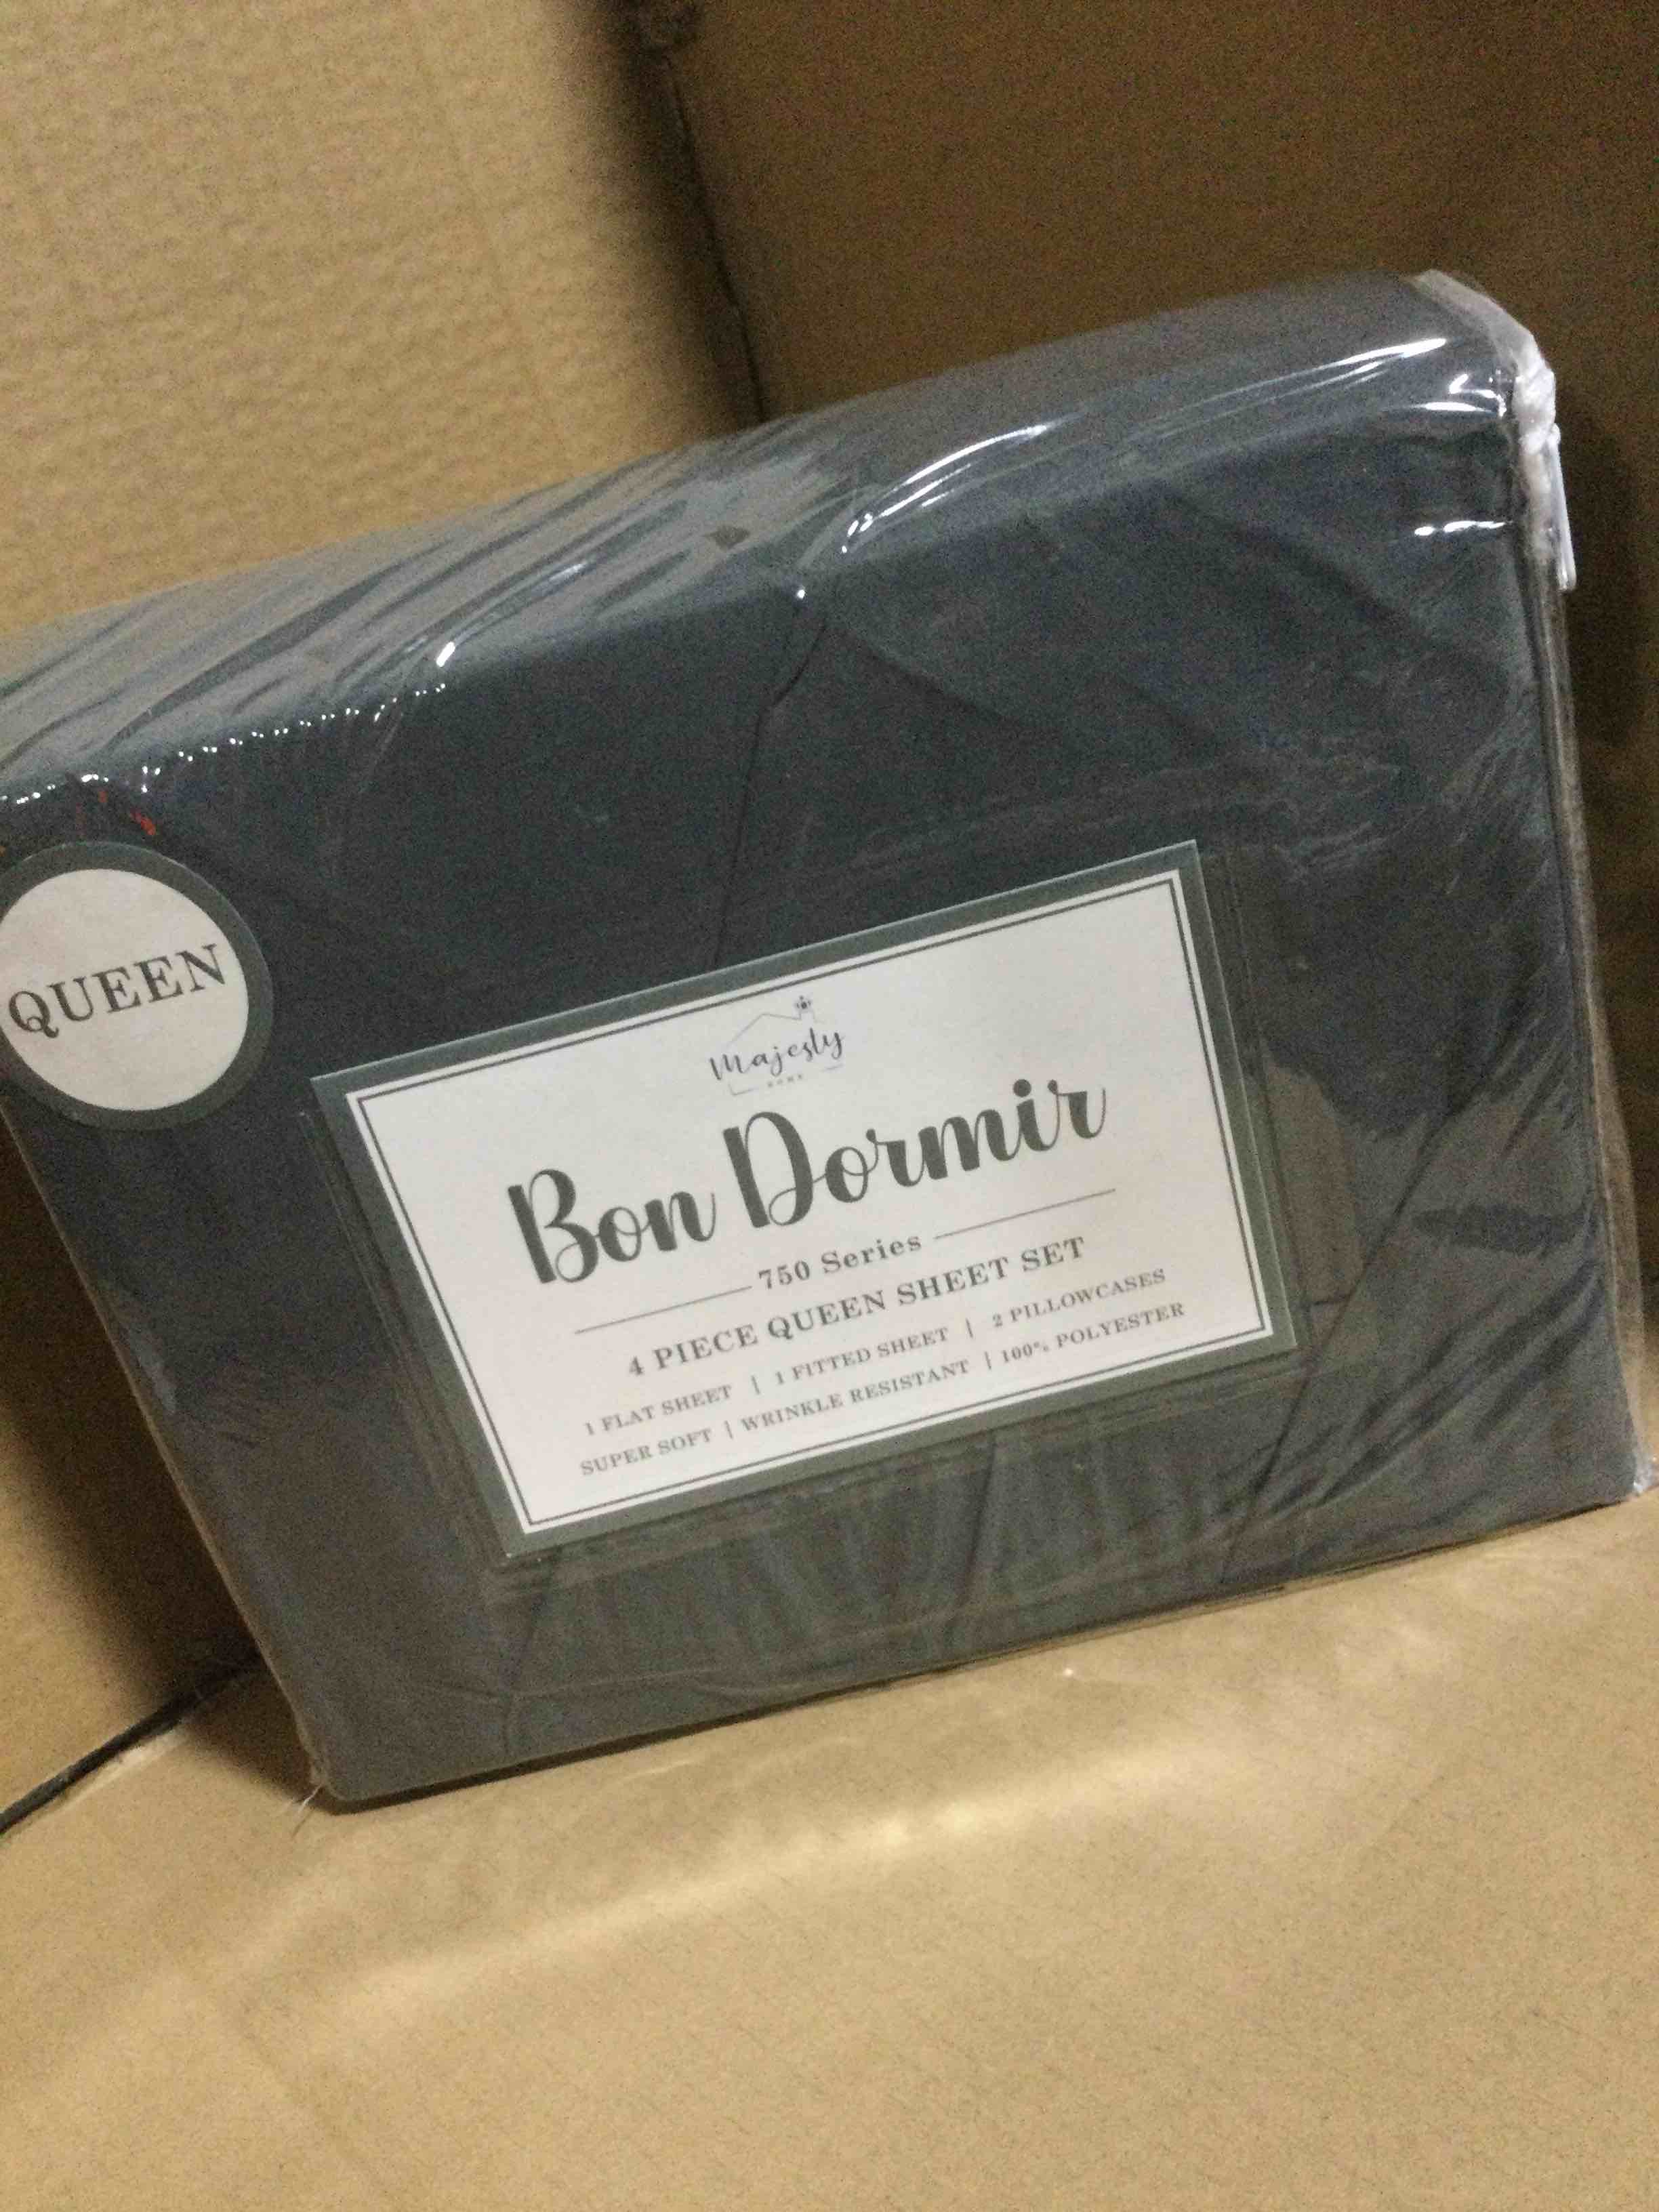 QUEEN
Majesty
HOME
Bon Dormir
750 Series
4 PIECE QUEEN SHEET SET
1 FLAT SHEET | 1 FITTED SHEET | 2 PILLOWCASES
SUPER SOFT | WRINKLE RESISTANT | 100% POLYESTER